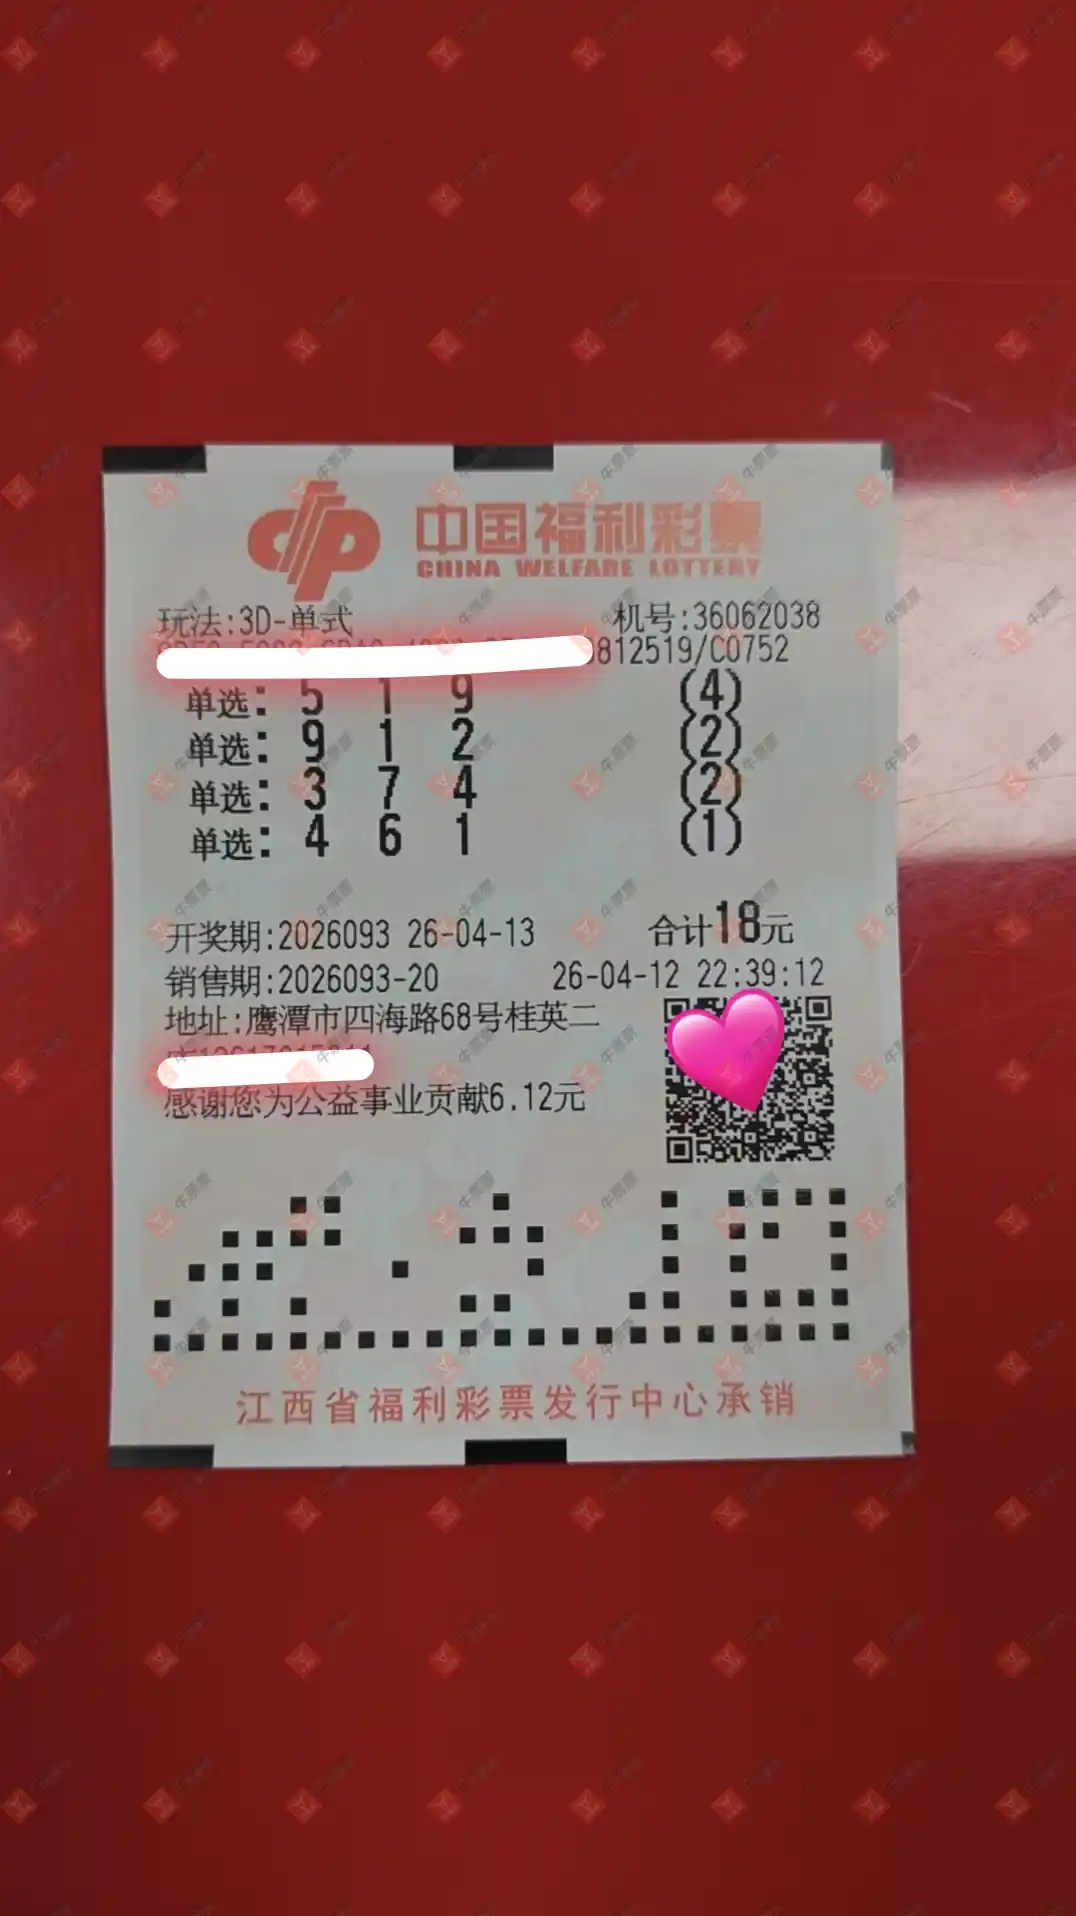 中国福利彩票
CHINA WELFARE LOTTERY
玩法:3D-单式 机号:36062038
812519/C0752
单选: 5 1 9 (4)
单选: 9 1 2 (2)
单选: 3 7 4 (2)
单选: 4 6 1 (1)
开奖期:2026093 26-04-13 合计18元
销售期:2026093-20 26-04-12 22:39:12
地址:鹰潭市四海路68号桂英二
感谢您为公益事业贡献6.12元
江西省福利彩票发行中心承销
牛票票